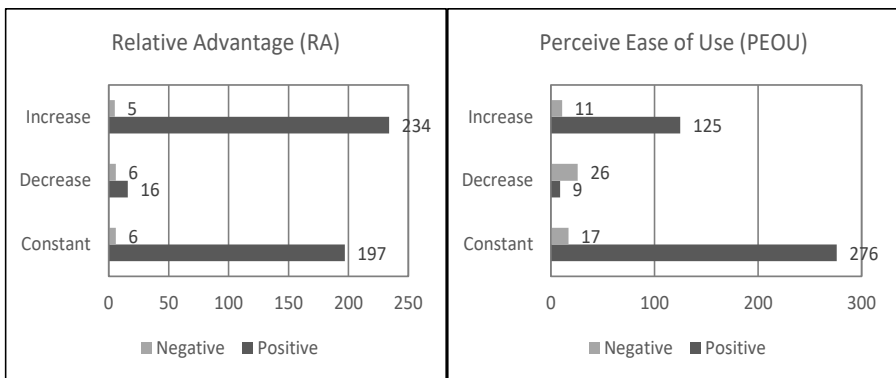 Relative Advantage (RA)
Increase
5
234
Decrease
6
16
Constant
6
197
0 50 100 150 200 250
Negative Positive
Perceive Ease of Use (PEOU)
Increase
11
125
Decrease
26
9
Constant
17
276
0 100 200 300
Negative Positive